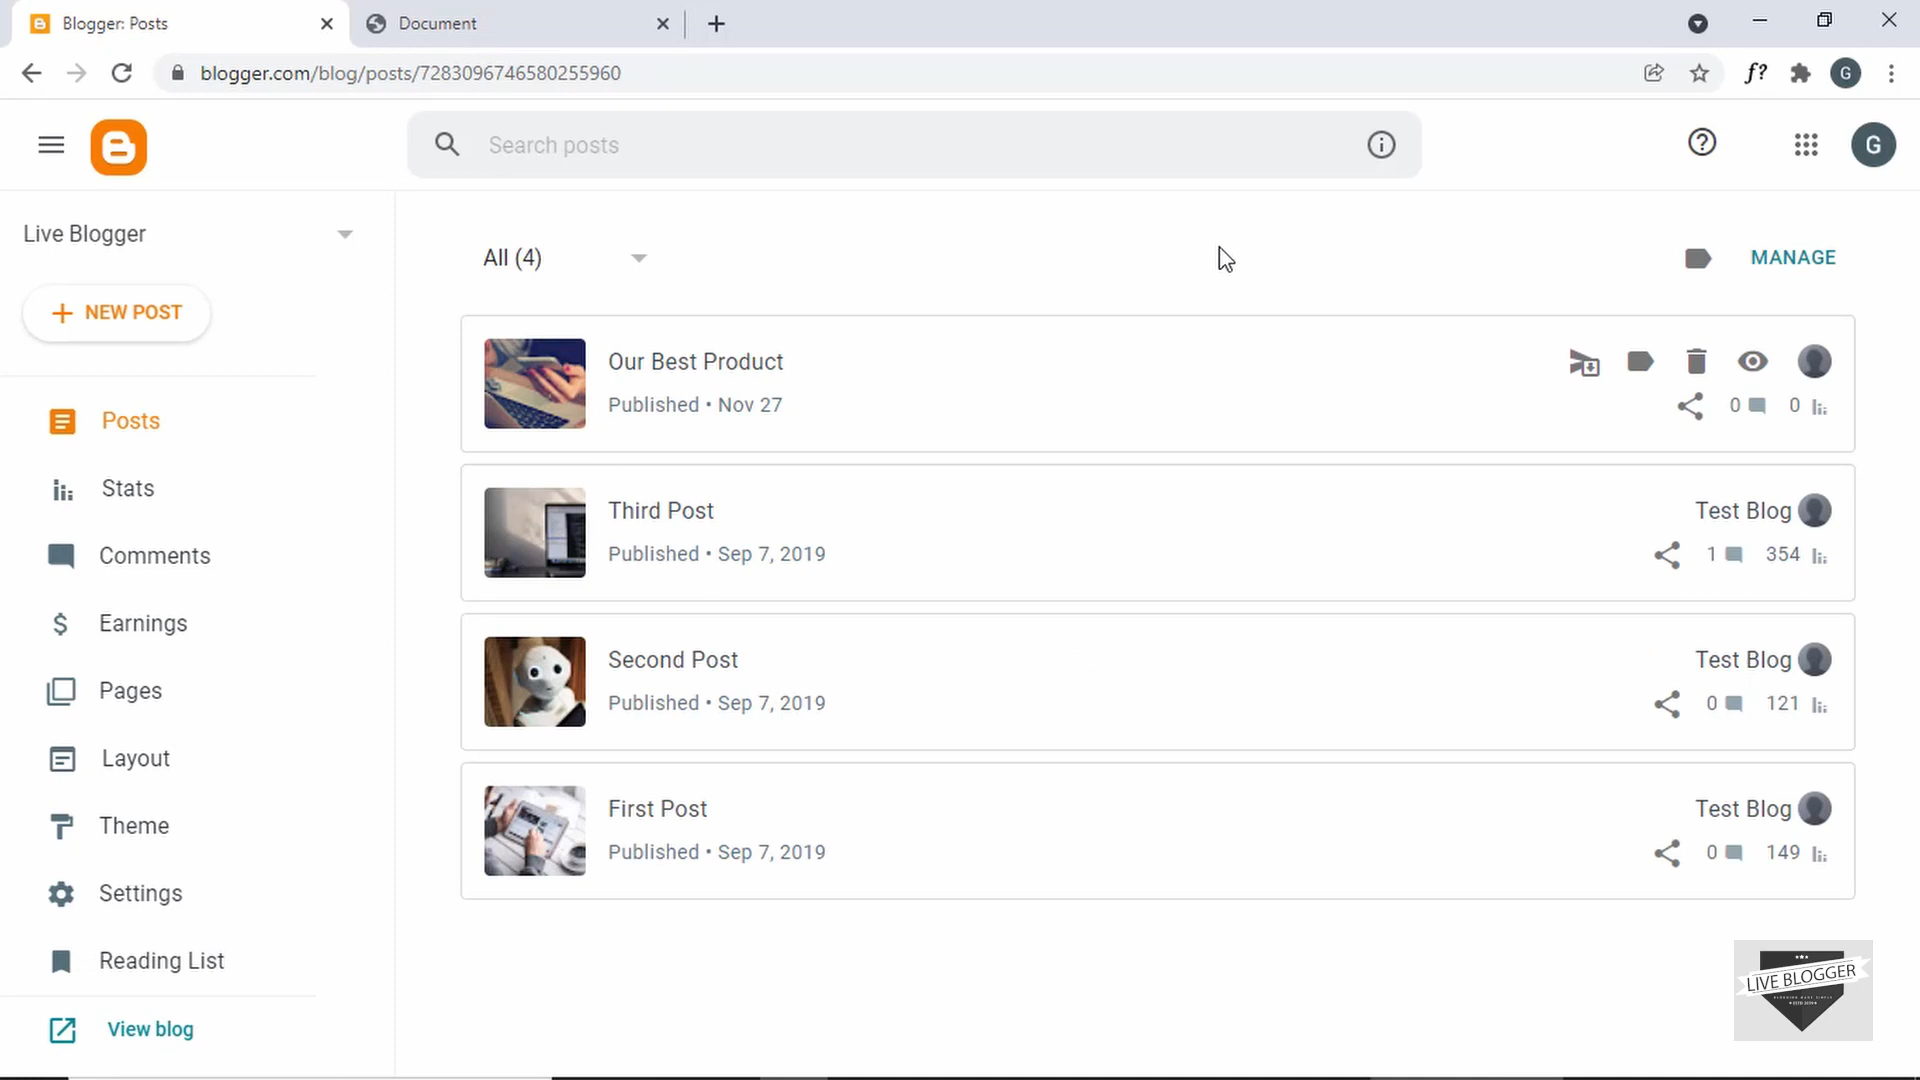 Blogger: Posts
Document
blogger.com/blog/posts/7283096746580255960
f?
G
Search posts
G
Live Blogger
All (4)
MANAGE
+ NEW POST
Our Best Product
Published • Nov 27
0
0
Posts
Stats
Third Post
Test Blog
Published • Sep 7, 2019
1
354
Comments
Earnings
Second Post
Test Blog
Published • Sep 7, 2019
0
121
Pages
Layout
First Post
Test Blog
Published • Sep 7, 2019
0
149
Theme
Settings
Reading List
View blog
LIVE BLOGGER